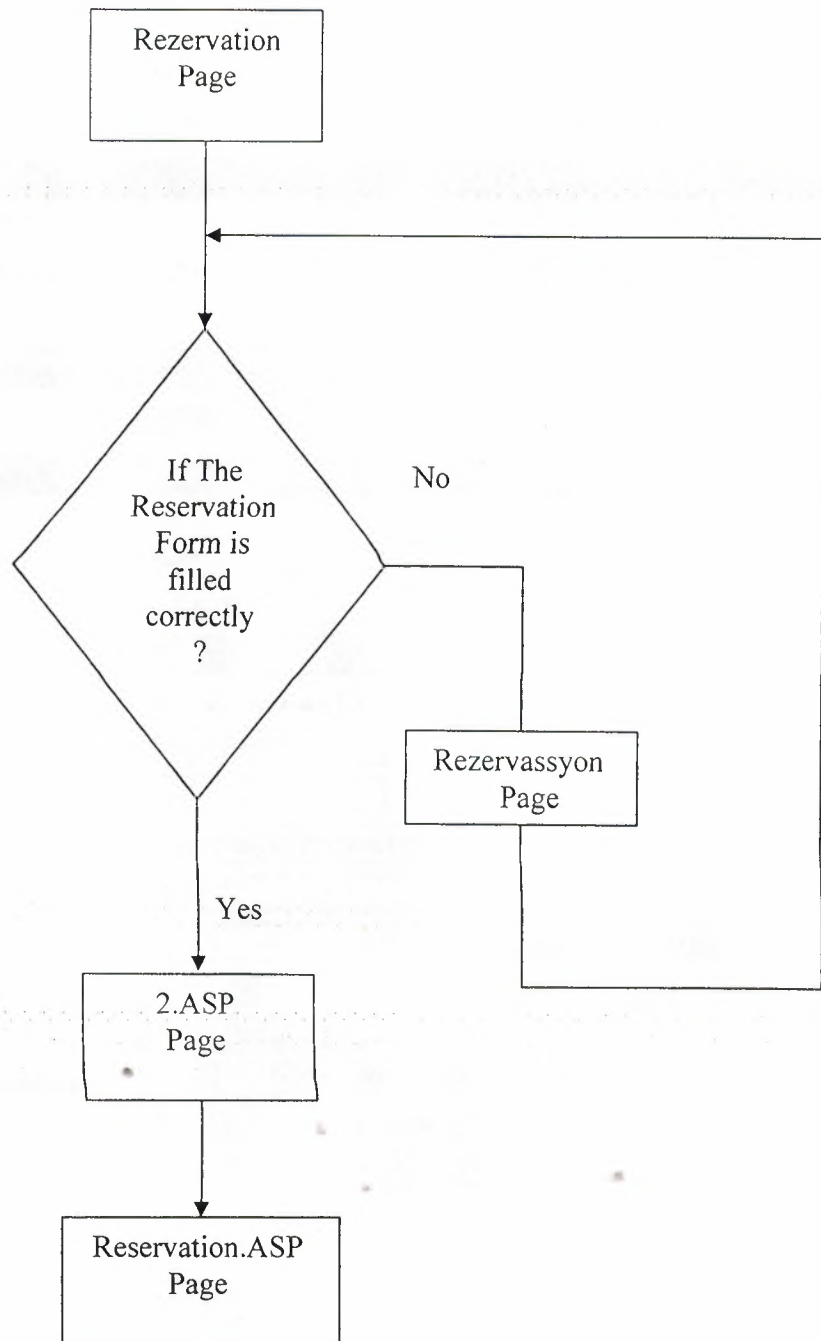 Rezervation
Page
If The
Reservation
Form is
filled
correctly
?
No
Rezervassyon
Page
Yes
2.ASP
Page
Reservation.ASP
Page